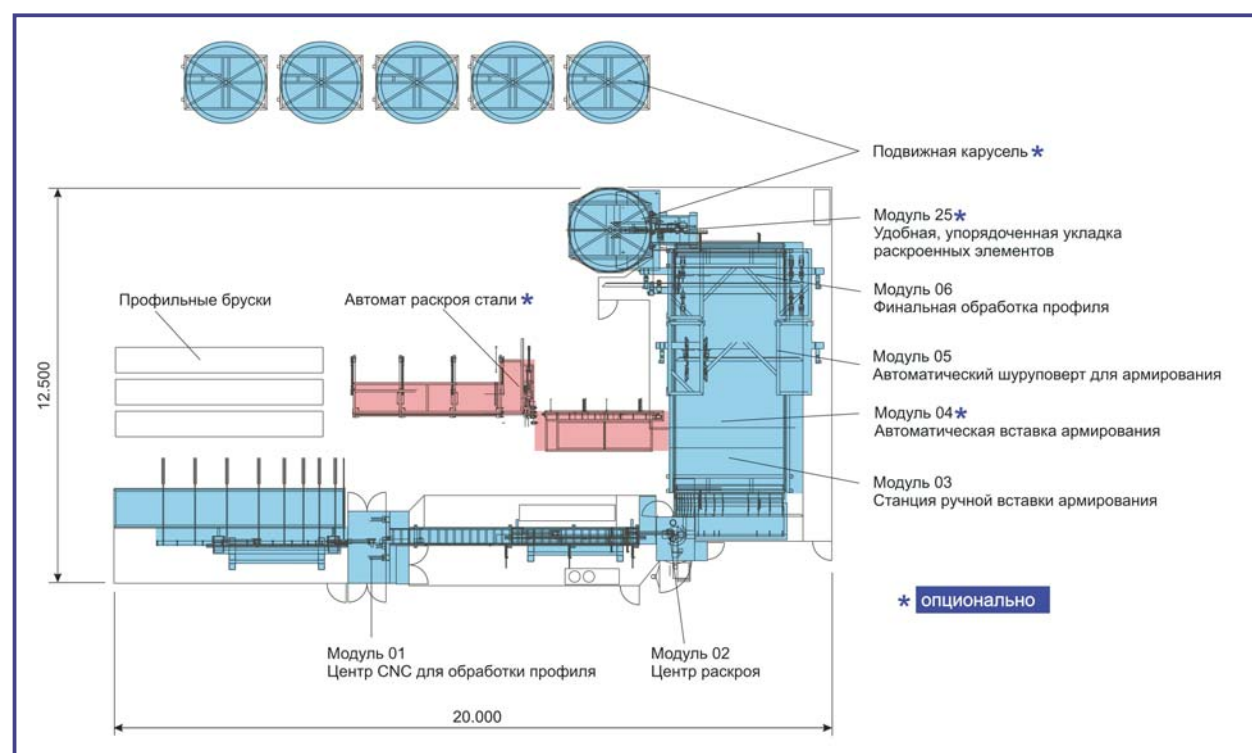 Подвижная карусель *
Модуль 25 *
Удобная, упорядоченная укладка
раскроенных элементов
Модуль 06
Финальная обработка профиля
Профильные бруски
Автомат раскроя стали *
12.500
Модуль 05
Автоматический шуруповерт для армирования
Модуль 04 *
Автоматическая вставка армирования
Модуль 03
Станция ручной вставки армирования
* опционально
Модуль 01
Центр CNC для обработки профиля
Модуль 02
Центр раскроя
20.000